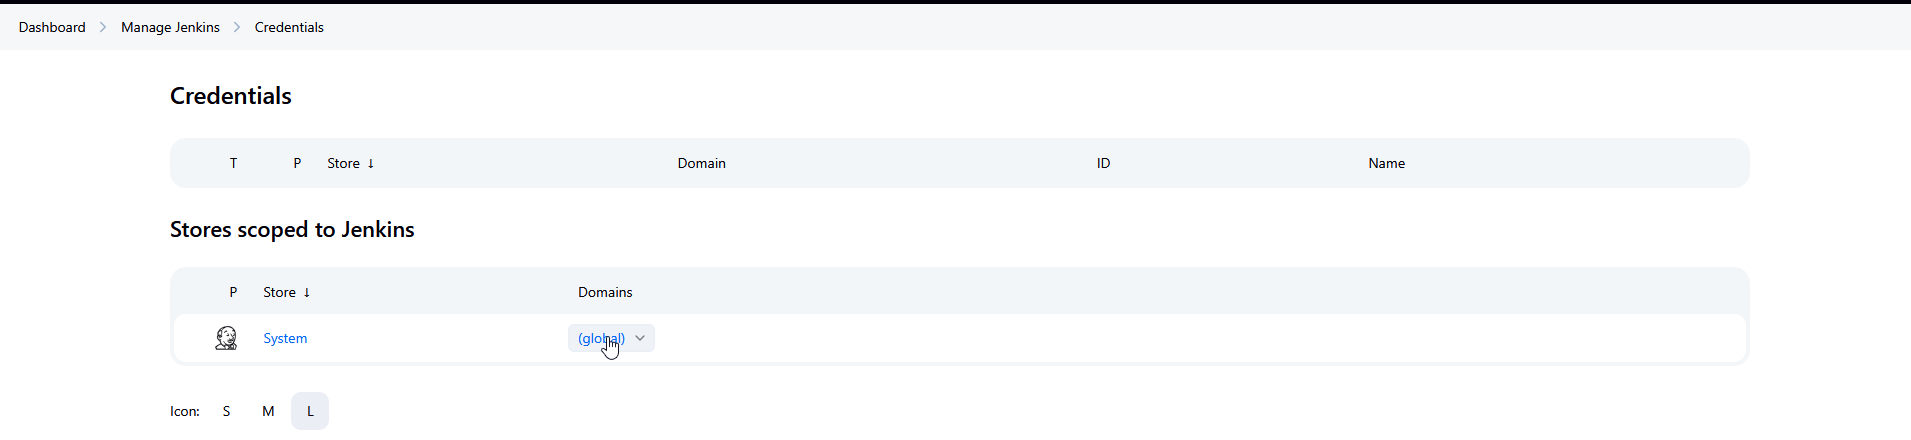 Dashboard > Manage Jenkins > Credentials
Credentials
T P Store ↓ Domain ID Name
Stores scoped to Jenkins
P Store ↓ Domains
System (global)
Icon: S M L